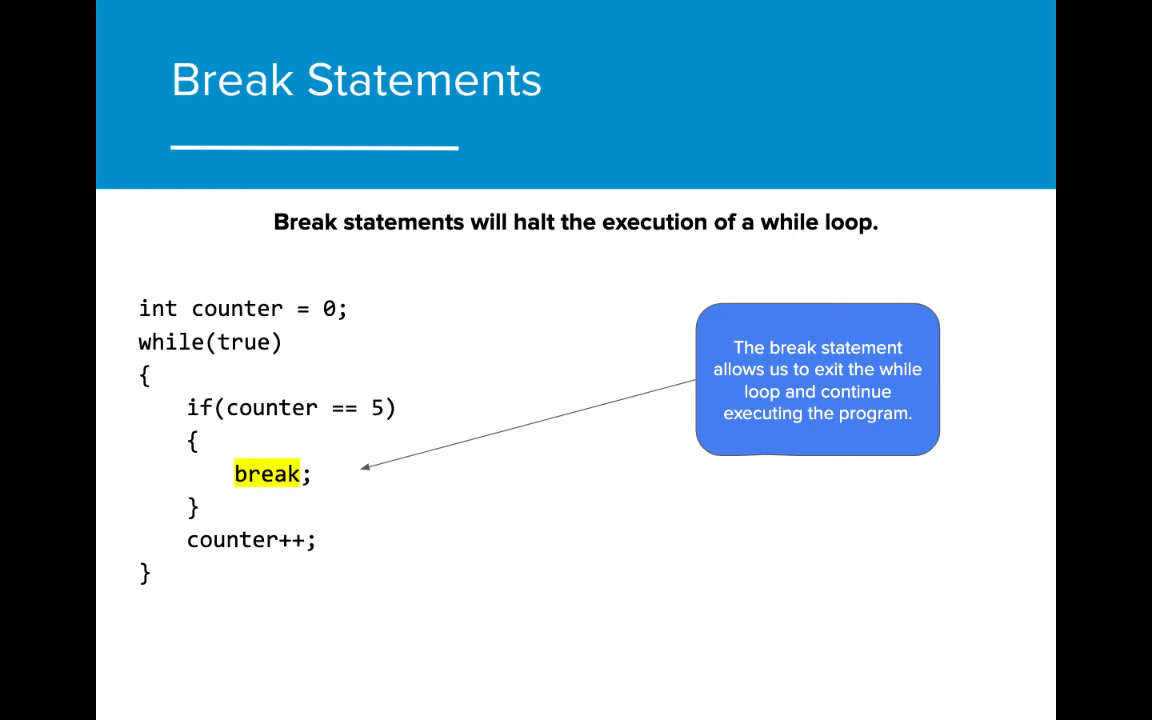 Break Statements
Break statements will halt the execution of a while loop.
int counter = 0;
while(true)
{
if(counter == 5)
{
break;
}
counter++;
}
The break statement
allows us to exit the while
loop and continue
executing the program.